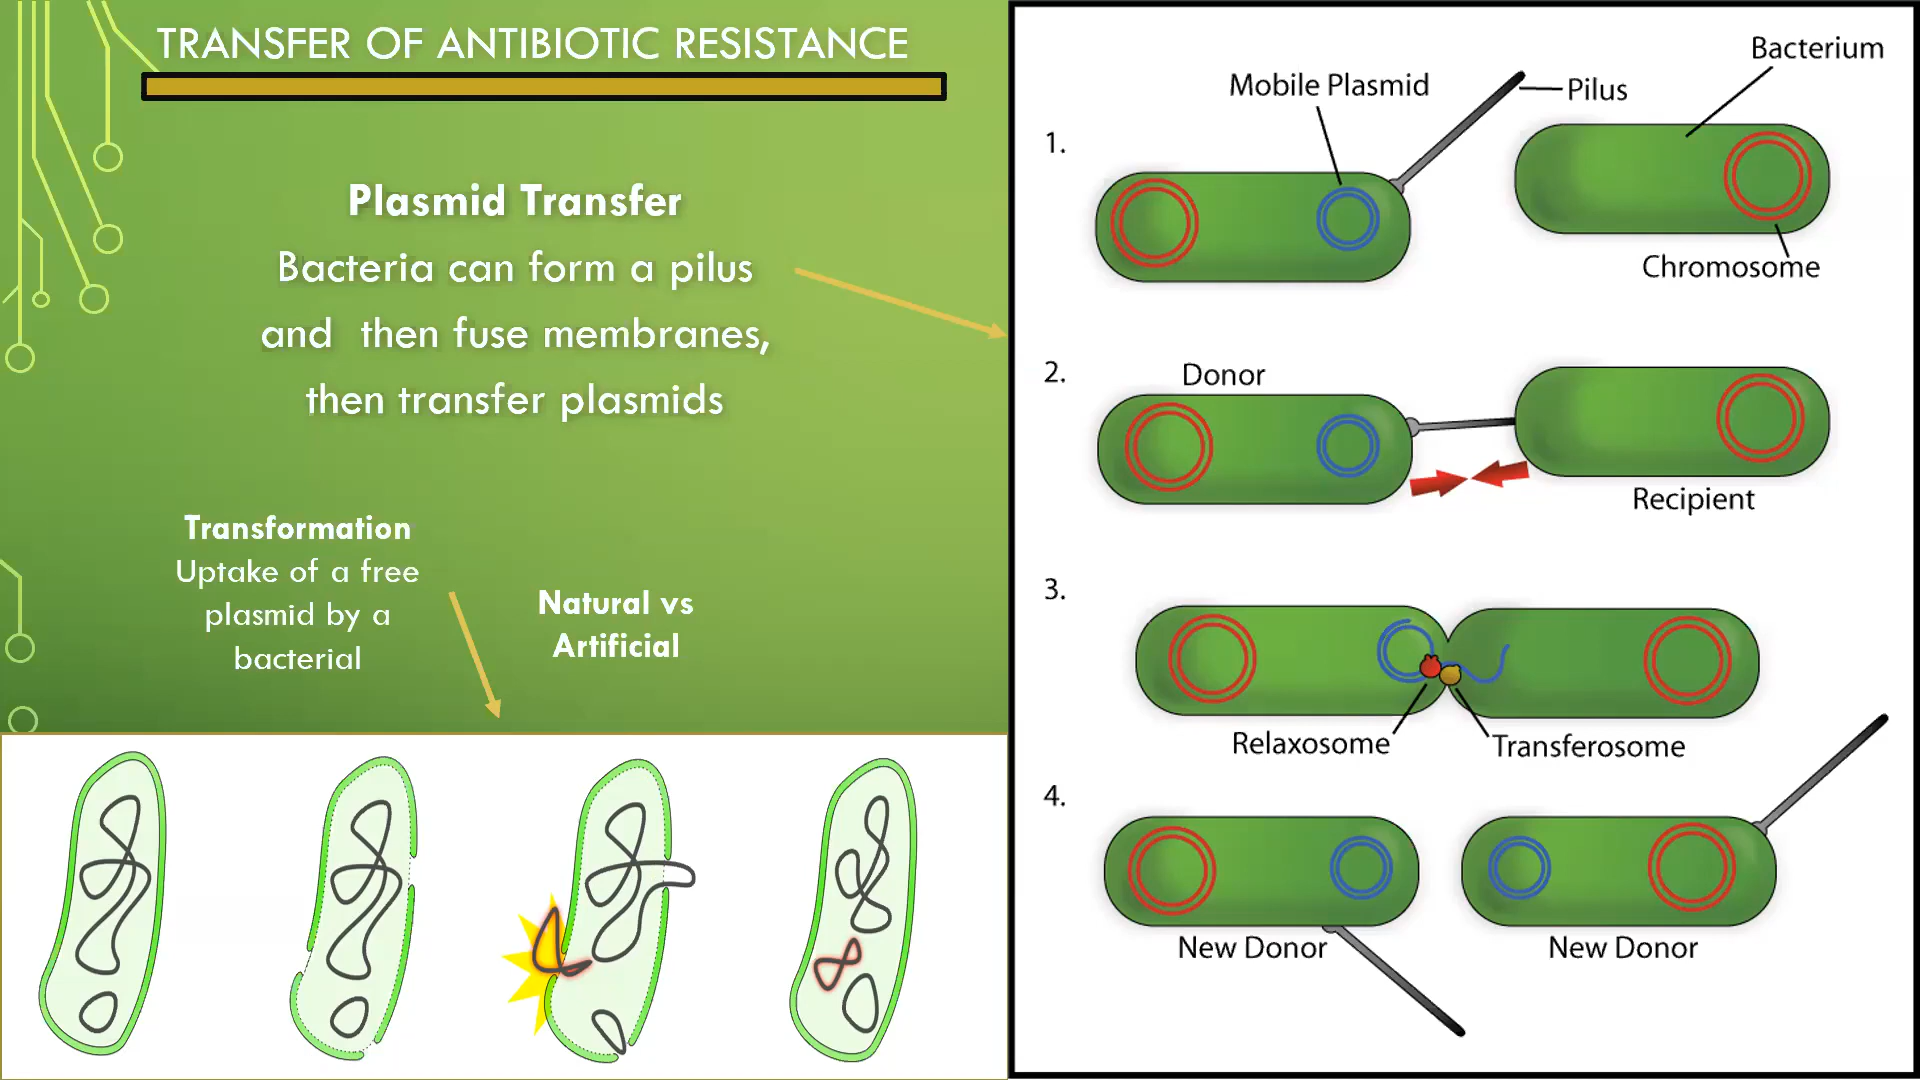 TRANSFER OF ANTIBIOTIC RESISTANCE
Plasmid Transfer
Bacteria can form a pilus
and then fuse membranes,
then transfer plasmids
Transformation
Uptake of a free
plasmid by a
bacterial
Natural vs
Artificial
Bacterium
Mobile Plasmid
Pilus
1.
Chromosome
2.
Donor
Recipient
3.
Relaxosome
Transferosome
4.
New Donor
New Donor